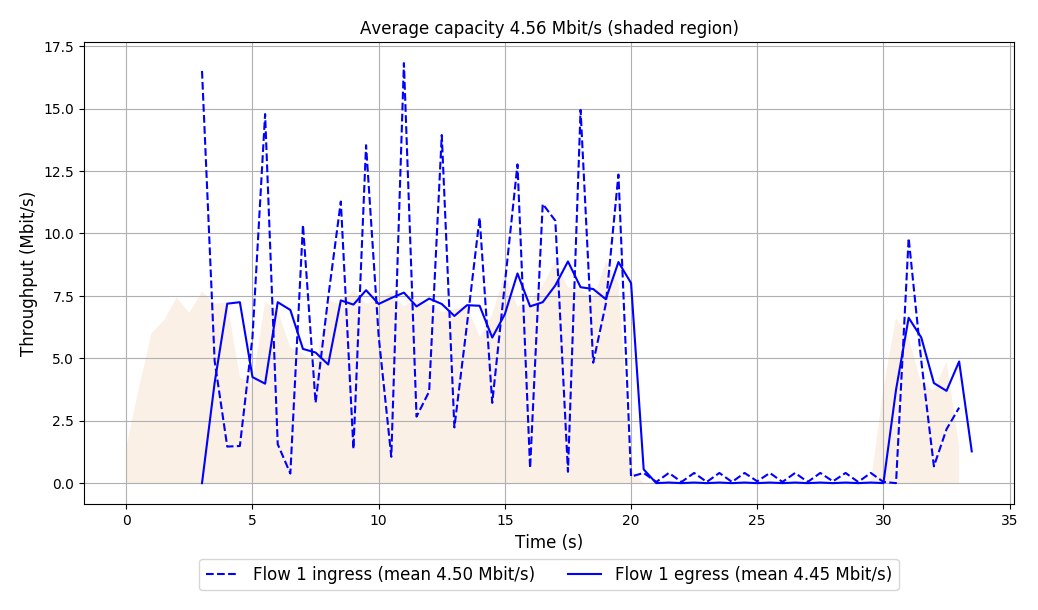 Average capacity 4.56 Mbit/s (shaded region)
Throughput (Mbit/s)
17.5
15.0
12.5
10.0
7.5
5.0
2.5
0.0
0 5 10 15 20 25 30 35
Time (s)
Flow 1 ingress (mean 4.50 Mbit/s) Flow 1 egress (mean 4.45 Mbit/s)